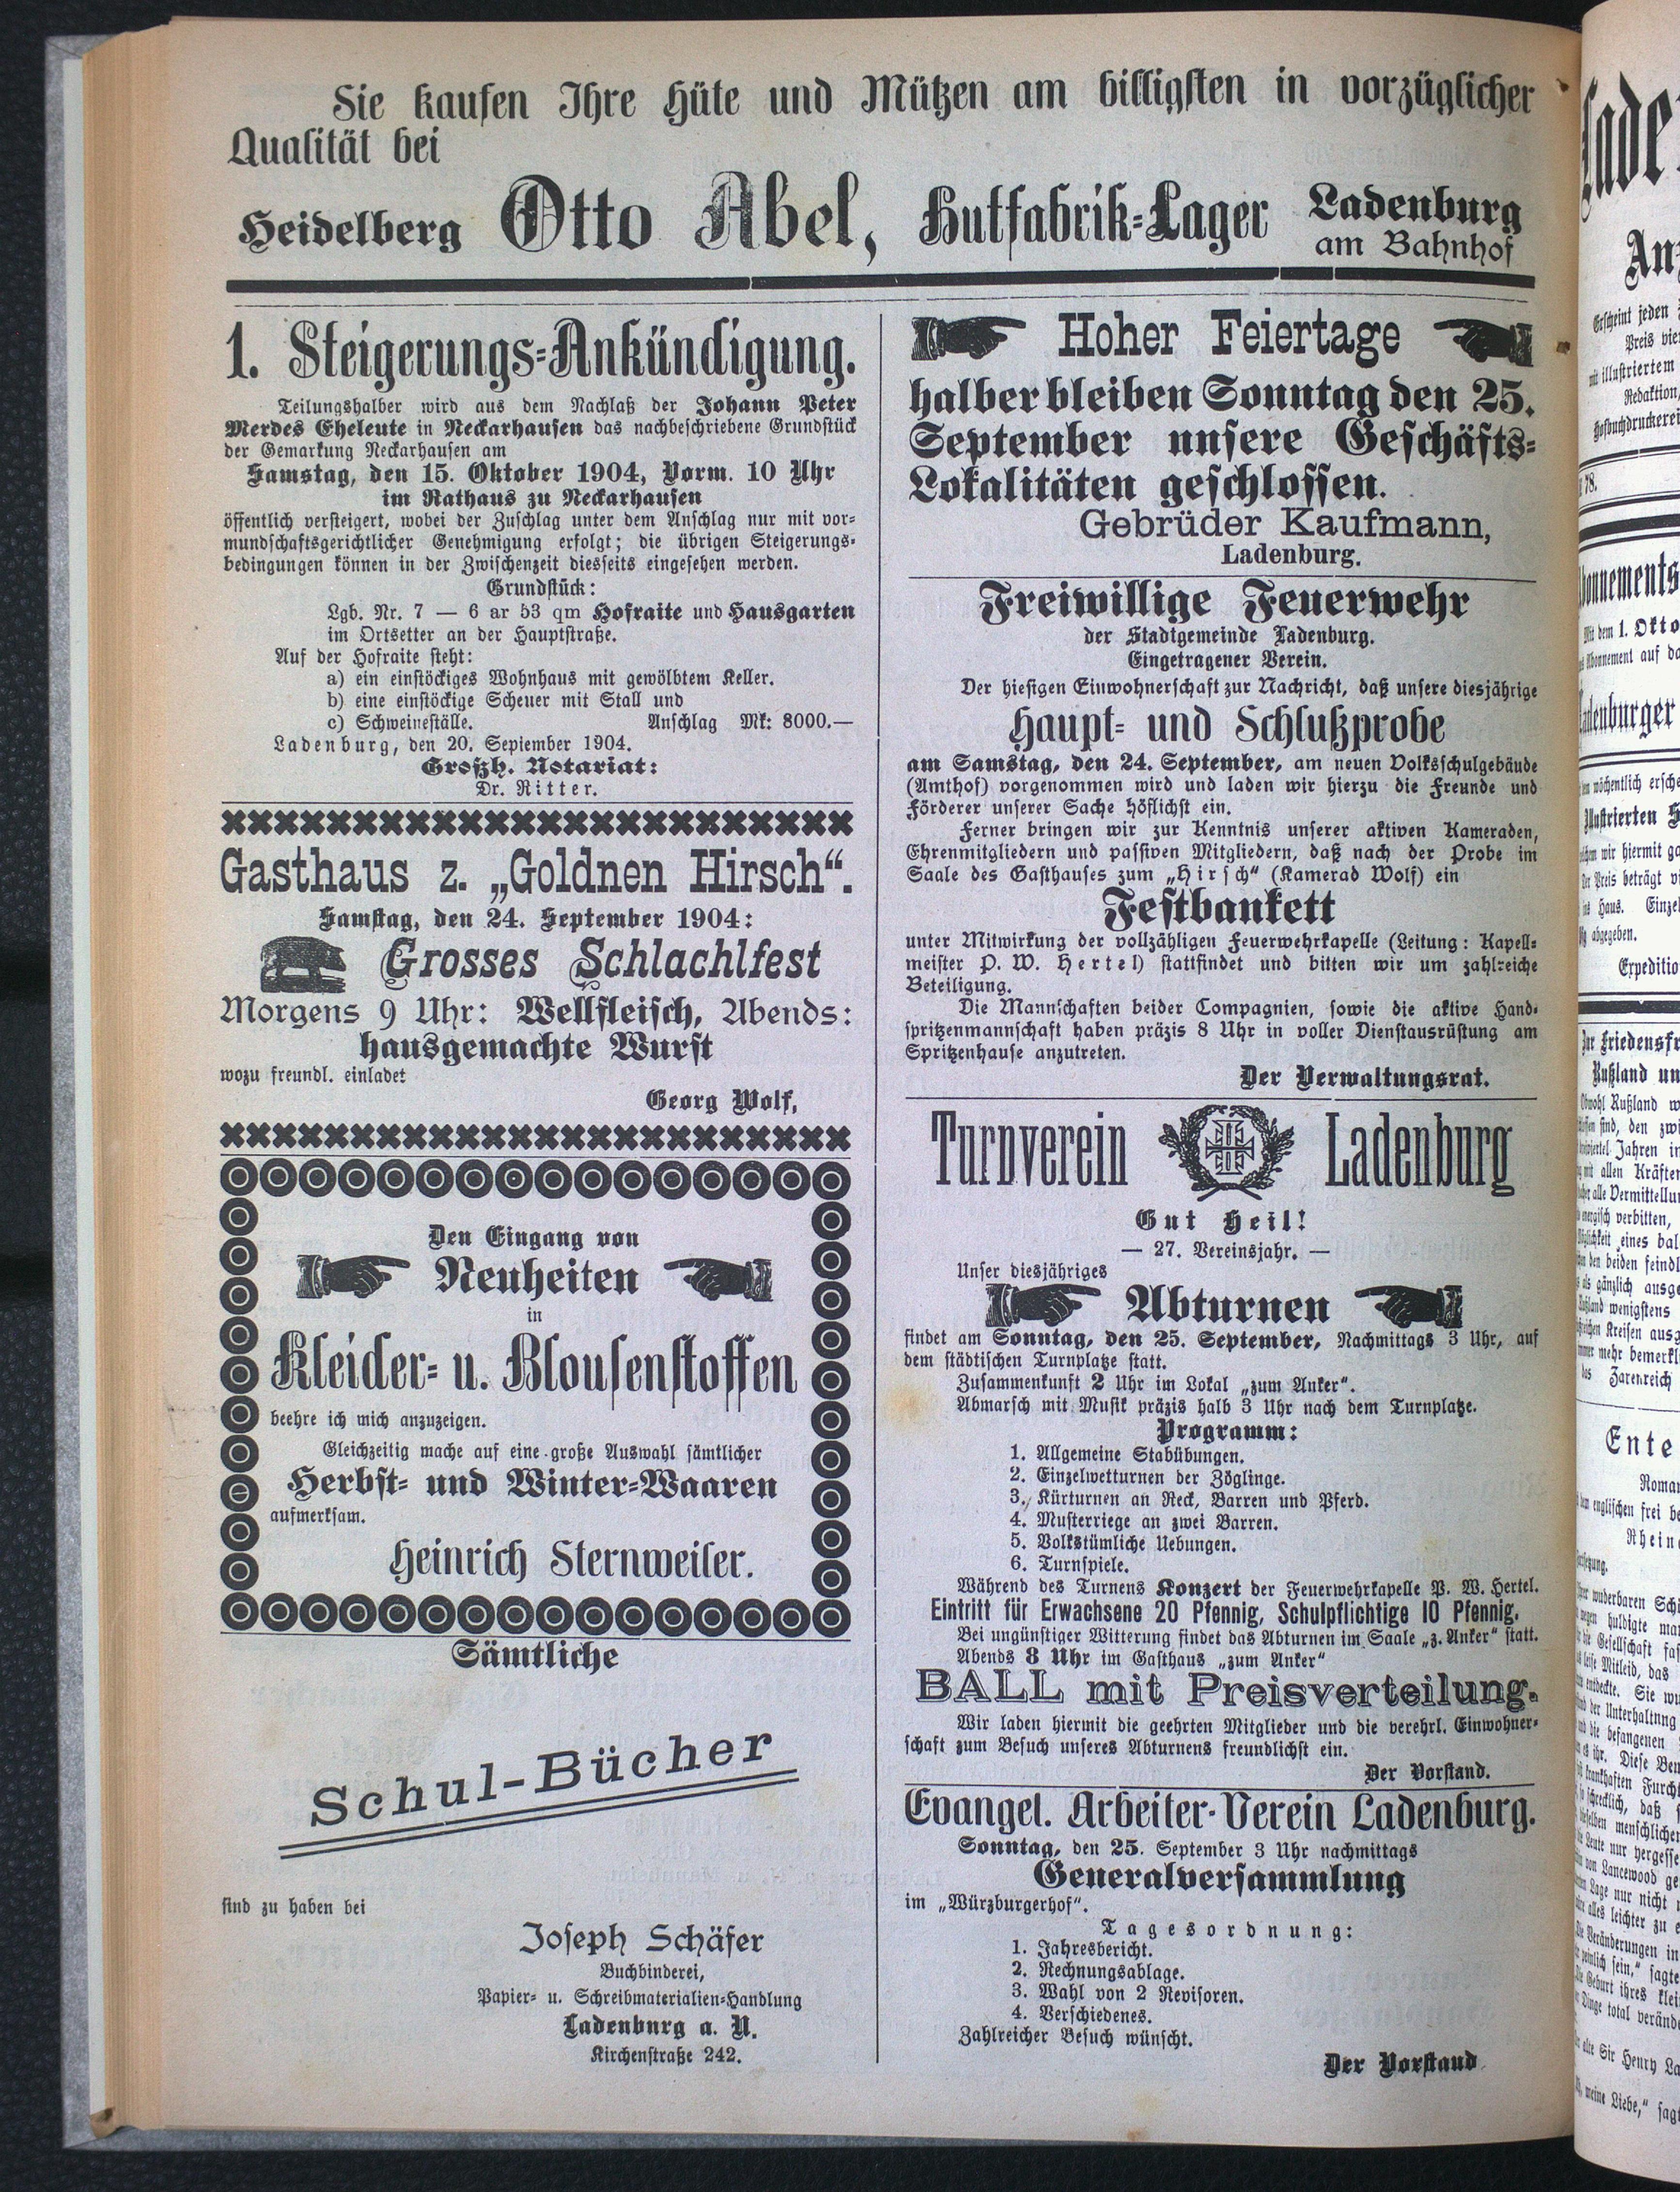 Sie kaufen Ihre Hüte und Mützen am billigsten in vorzüglicher
Qualität bei
Heidelberg Otto Abel, Hutfabrik-Lager Ladenburg
am Bahnhof
1. Steigerungs-Ankündigung.
Teilungshalber wird aus dem Nachlaß der Johann Peter
Merdes Eheleute in Neckarhausen das nachbeschriebene Grundstück
der Gemarkung Neckarhausen am
Samstag, den 15. Oktober 1904, Vorm. 10 Uhr
im Rathaus zu Neckarhausen
öffentlich versteigert, wobei der Zuschlag unter dem Anschlag nur mit vor-
mundschaftsgerichtlicher Genehmigung erfolgt; die übrigen Steigerungs-
bedingungen können in der Zwischenzeit diesseits eingesehen werden.
Grundstück:
Lgb. Nr. 7 — 6 ar 53 qm Hofraite und Hausgarten
im Ortsetter an der Hauptstraße.
Auf der Hofraite steht:
a) ein einstöckiges Wohnhaus mit gewölbtem Keller.
b) eine einstöckige Scheuer mit Stall und
c) Schweineställe. Anschlag Mk: 8000.—
Ladenburg, den 20. September 1904.
Großh. Notariat:
Dr. Ritter.
Gasthaus z. „Goldnen Hirsch“.
Samstag, den 24. September 1904:
Grosses Schlachtfest
Morgens 9 Uhr: Wellfleisch, Abends:
hausgemachte Wurst
wozu freundl. einladet
Georg Wolf,
Den Eingang von
Neuheiten
in
Kleider- u. Blousenstoffen
beehre ich mich anzuzeigen.
Gleichzeitig mache auf eine große Auswahl sämtlicher
Herbst- und Winter-Waaren
aufmerksam.
Heinrich Sternweiler.
Sämtliche
Schul-Bücher
sind zu haben bei
Joseph Schäfer
Buchbinderei,
Papier- u. Schreibmaterialien-Handlung
Ladenburg a. N.
Kirchenstraße 242.
Hoher Feiertage
halber bleiben Sonntag den 25.
September unsere Geschäfts-
Lokalitäten geschlossen.
Gebrüder Kaufmann,
Ladenburg.
Freiwillige Feuerwehr
der Stadtgemeinde Ladenburg.
Eingetragener Verein.
Der hiesigen Einwohnerschaft zur Nachricht, daß unsere diesjährige
Haupt- und Schlußprobe
am Samstag, den 24. September, am neuen Volksschulgebäude
(Amthof) vorgenommen wird und laden wir hierzu die Freunde und
Förderer unserer Sache höflichst ein.
Ferner bringen wir zur Kenntnis unserer aktiven Kameraden,
Ehrenmitgliedern und passiven Mitgliedern, daß nach der Probe im
Saale des Gasthauses zum „Hirsch“ (Kamerad Wolf) ein
Festbankett
unter Mitwirkung der vollzähligen Feuerwehrkapelle (Leitung: Kapell-
meister P. W. Hertel) stattfindet und bitten wir um zahlreiche
Beteiligung.
Die Mannschaften beider Compagnien, sowie die aktive Hand-
spritzenmannschaft haben präzis 8 Uhr in voller Dienstausrüstung am
Spritzenhause anzutreten.
Der Verwaltungsrat.
Turnverein Ladenburg
Gut Heil!
— 27. Vereinsjahr. —
Unser diesjähriges
Abturnen
findet am Sonntag, den 25. September, Nachmittags 3 Uhr, auf
dem städtischen Turnplatze statt.
Zusammenkunft 2 Uhr im Lokal „zum Anker“.
Abmarsch mit Musik präzis halb 3 Uhr nach dem Turnplatze.
Programm:
1. Allgemeine Stabübungen.
2. Einzelwetturnen der Zöglinge.
3. Kürturnen an Reck, Barren und Pferd.
4. Musterriege an zwei Barren.
5. Volkstümliche Uebungen.
6. Turnspiele.
Während des Turnens Konzert der Feuerwehrkapelle P. W. Hertel.
Eintritt für Erwachsene 20 Pfennig, Schulpflichtige 10 Pfennig.
Bei ungünstiger Witterung findet das Abturnen im Saale „z. Anker“ statt.
Abends 8 Uhr im Gasthaus „zum Anker“
BALL mit Preisverteilung.
Wir laden hiermit die geehrten Mitglieder und die verehrl. Einwohner-
schaft zum Besuch unseres Abturnens freundlichst ein.
Der Vorstand.
Evangel. Arbeiter-Verein Ladenburg.
Sonntag, den 25. September 3 Uhr nachmittags
Generalversammlung
im „Würzburgerhof“.
Tagesordnung:
1. Jahresbericht.
2. Rechnungsablage.
3. Wahl von 2 Revisoren.
4. Verschiedenes.
Zahlreicher Besuch wünscht.
Der Vorstand